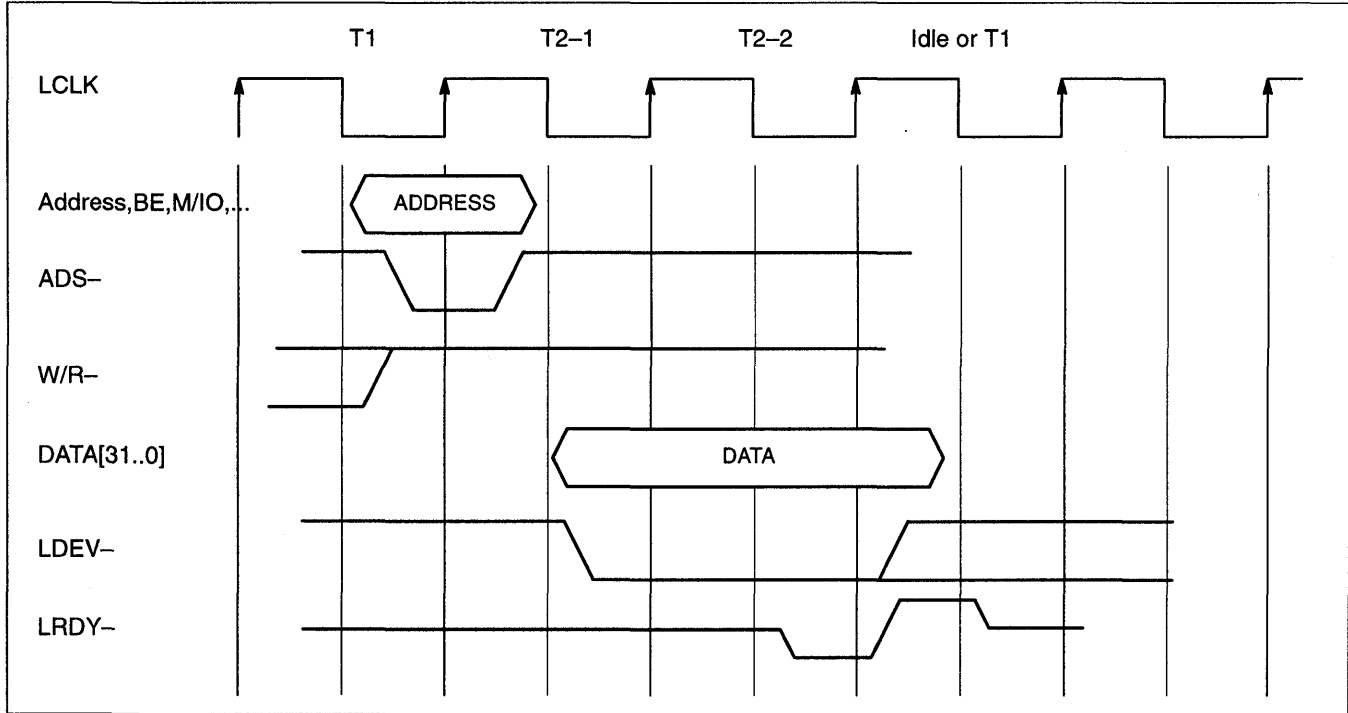 T1 T2–1 T2–2 Idle or T1
LCLK
Address,BE,M/IO,...
ADDRESS
ADS–
W/R–
DATA[31..0]
DATA
LDEV–
LRDY–